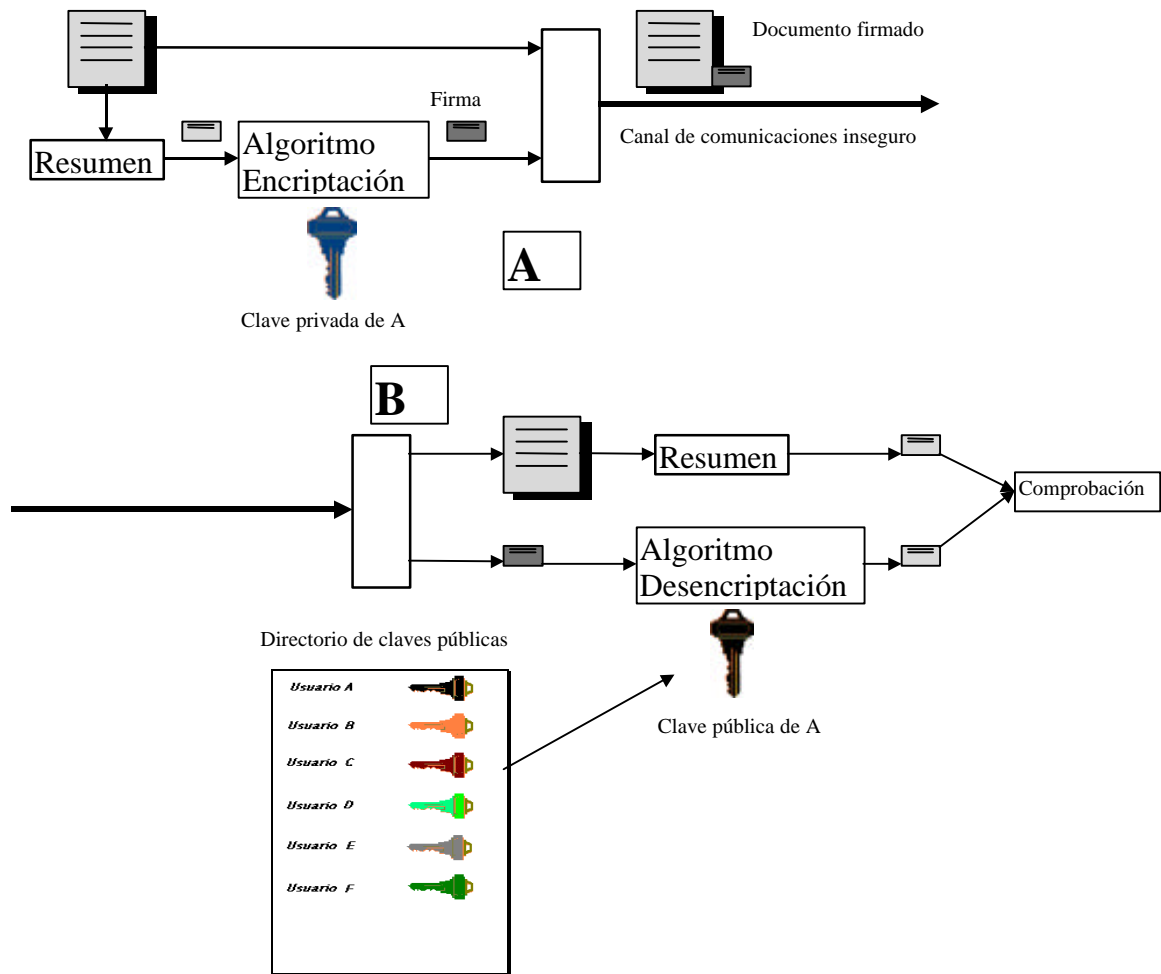 Documento firmado
Firma
Canal de comunicaciones inseguro
Resumen
Algoritmo
Encriptación
A
Clave privada de A
B
Resumen
Comprobación
Algoritmo
Desencriptación
Directorio de claves públicas
Usuario A
Usuario B
Usuario C
Usuario D
Usuario E
Usuario F
Clave pública de A